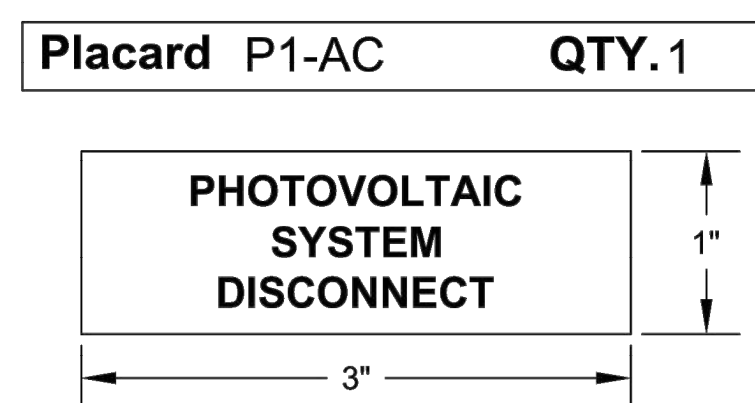 Placard P1-AC QTY. 1
PHOTOVOLTAIC
SYSTEM
DISCONNECT
1"
3"